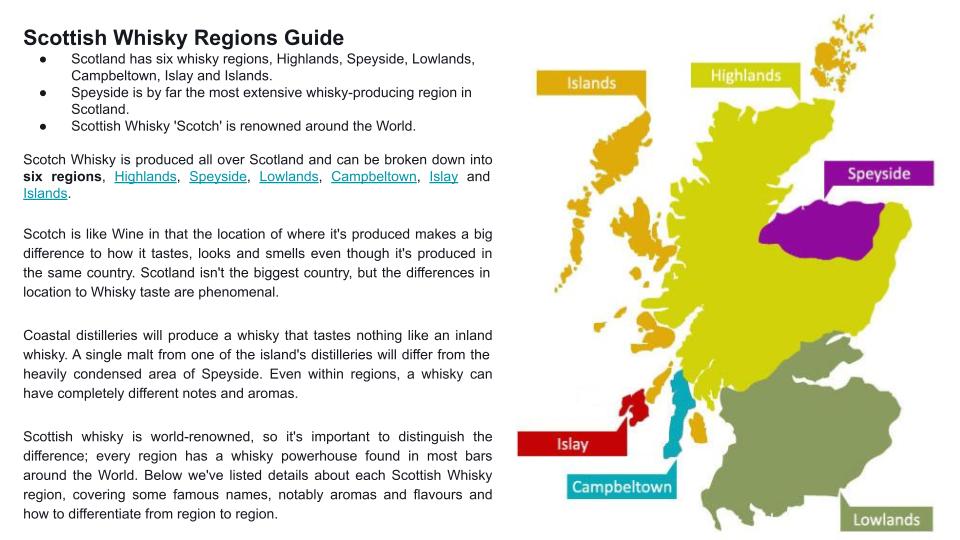 Scottish Whisky Regions Guide
● Scotland has six whisky regions, Highlands, Speyside, Lowlands,
Campbeltown, Islay and Islands.
● Speyside is by far the most extensive whisky-producing region in
Scotland.
● Scottish Whisky 'Scotch' is renowned around the World.
Scotch Whisky is produced all over Scotland and can be broken down into
six regions, Highlands, Speyside, Lowlands, Campbeltown, Islay and
Islands.
Scotch is like Wine in that the location of where it's produced makes a big
difference to how it tastes, looks and smells even though it's produced in
the same country. Scotland isn't the biggest country, but the differences in
location to Whisky taste are phenomenal.
Coastal distilleries will produce a whisky that tastes nothing like an inland
whisky. A single malt from one of the island's distilleries will differ from the
heavily condensed area of Speyside. Even within regions, a whisky can
have completely different notes and aromas.
Scottish whisky is world-renowned, so it's important to distinguish the
difference; every region has a whisky powerhouse found in most bars
around the World. Below we've listed details about each Scottish Whisky
region, covering some famous names, notably aromas and flavours and
how to differentiate from region to region.
Islands
Highlands
Speyside
Islay
Campbeltown
Lowlands